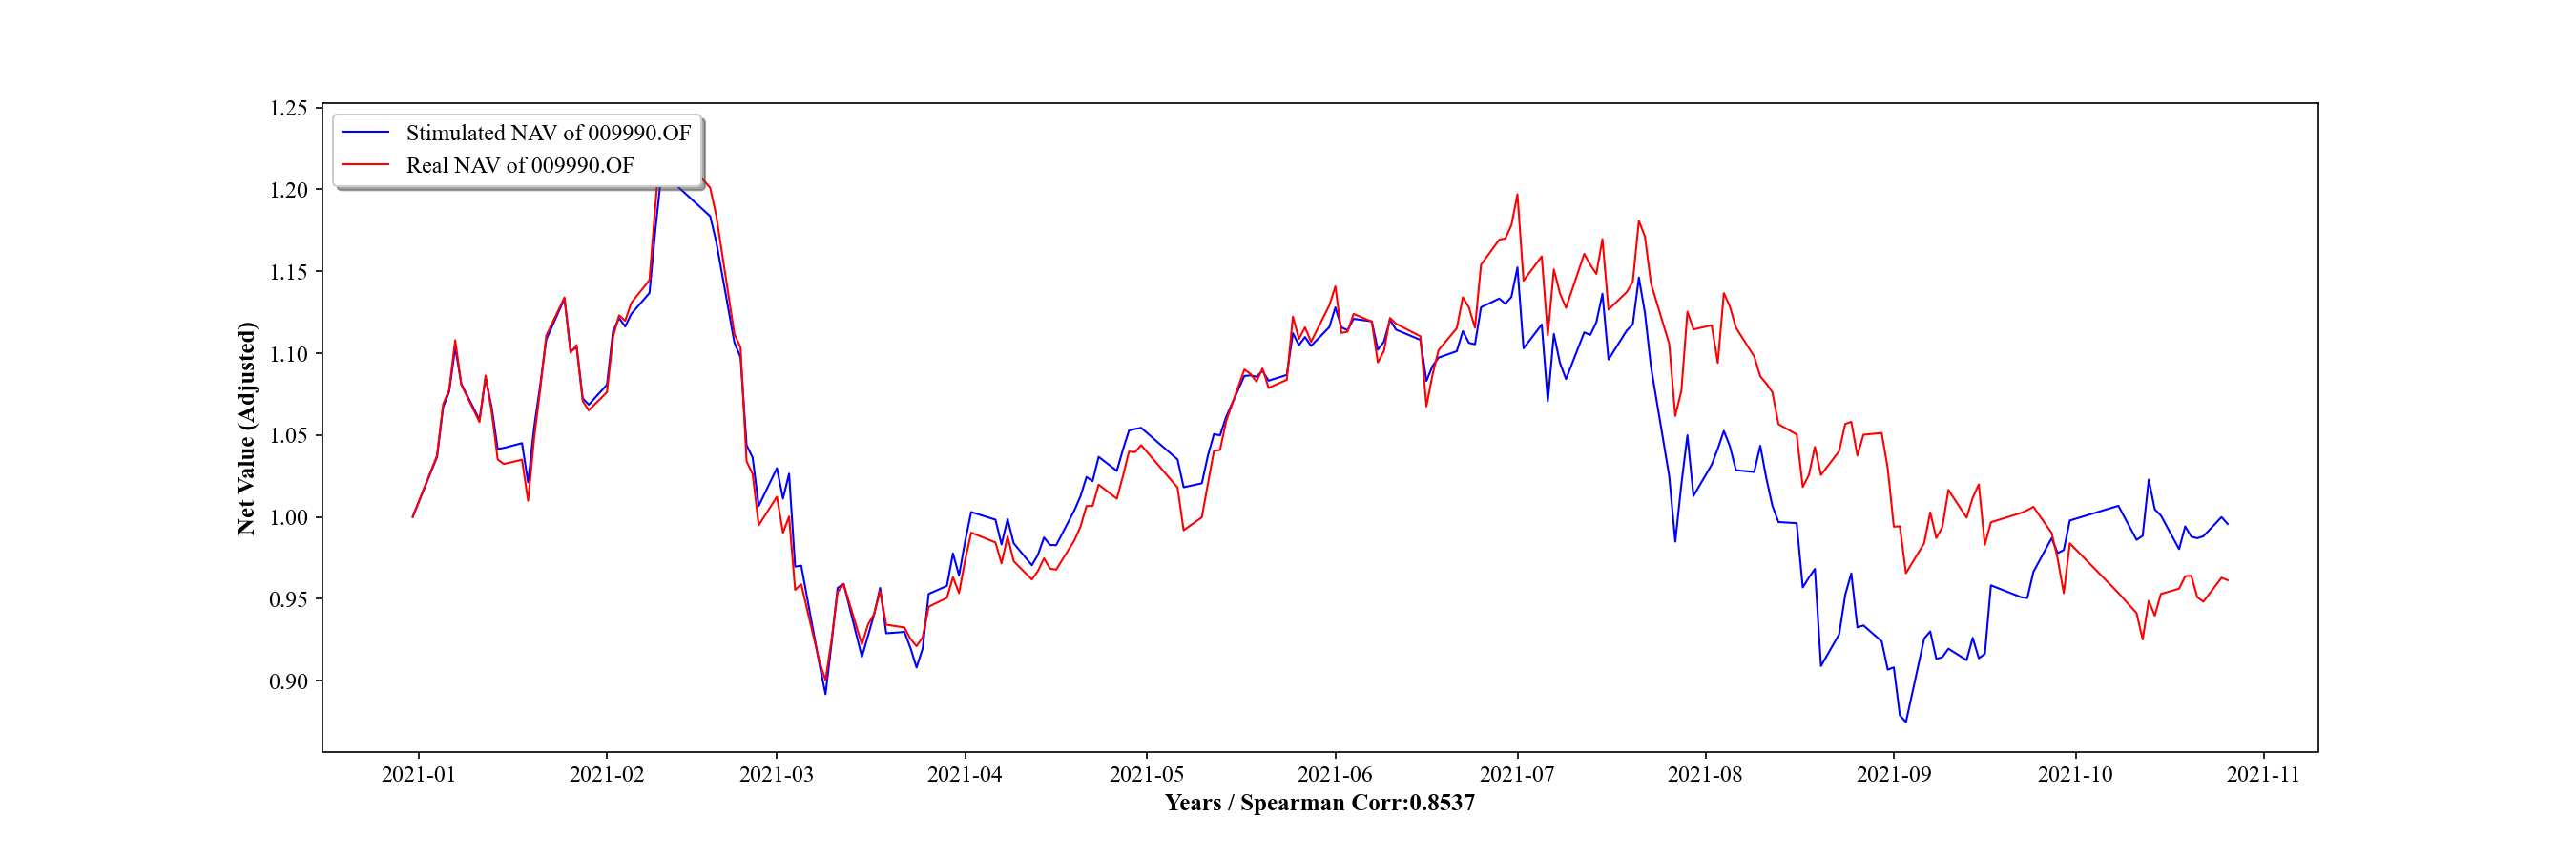 1.25
1.20
1.15
1.10
1.05
1.00
0.95
0.90
Net Value (Adjusted)
Stimulated NAV of 009990.OF
Real NAV of 009990.OF
2021-01 2021-02 2021-03 2021-04 2021-05 2021-06 2021-07 2021-08 2021-09 2021-10 2021-11
Years / Spearman Corr:0.8537